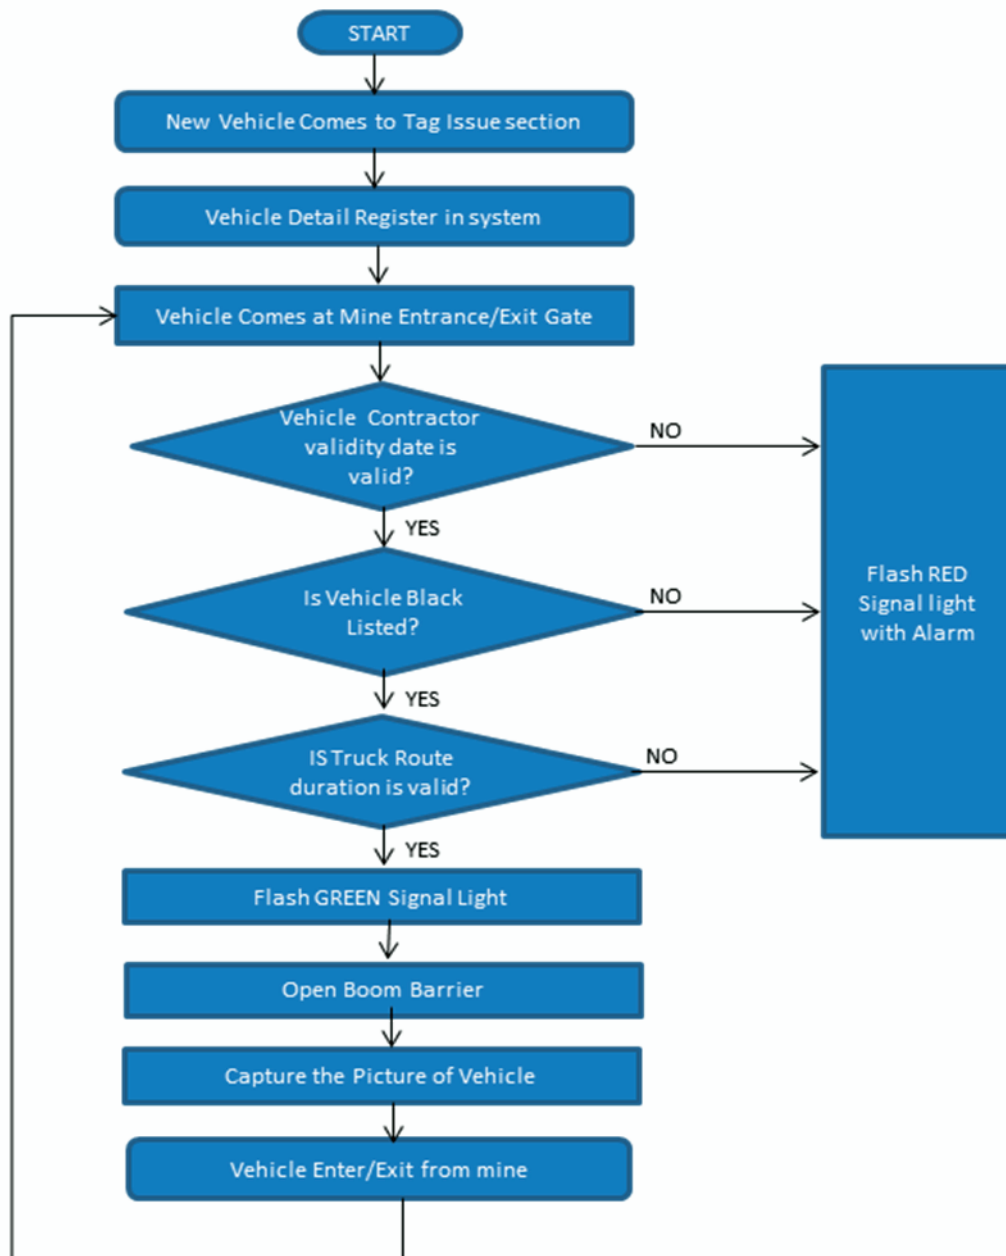 START
New Vehicle Comes to Tag Issue section
Vehicle Detail Register in system
Vehicle Comes at Mine Entrance/Exit Gate
Vehicle Contractor
validity date is
valid?
NO
YES
Is Vehicle Black
Listed?
NO
YES
IS Truck Route
duration is valid?
NO
YES
Flash RED
Signal light
with Alarm
Flash GREEN Signal Light
Open Boom Barrier
Capture the Picture of Vehicle
Vehicle Enter/Exit from mine